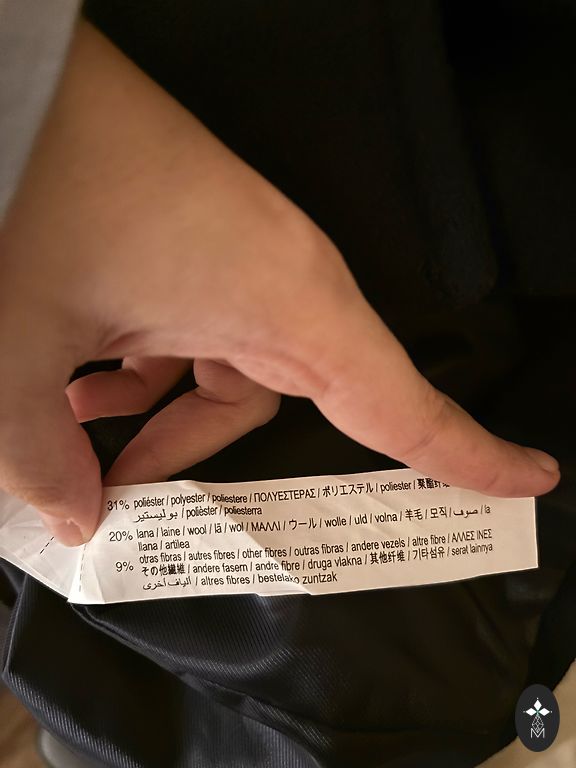 31% poliéster / polyester / poliestere / ΠΟΛΥΕΣΤΕΡΑΣ / ポリエステル / poliester / 聚酯纤维
بوليستير / polièster / poliesterra
20% lana / laine / wool / lã / wol / ΜΑΛΛΙ / ウール / wolle / uld / volna / 羊毛 / 모직 / صوف / la
llana / artilea
9% otras fibras / autres fibres / other fibres / outras fibras / andere vezels / altre fibre / ΑΛΛΕΣ ΙΝΕΣ
その他繊維 / andere fasern / andre fibre / druga vlakna / 其他纤维 / 기타섬유 / serat lainnya
ألياف أخرى / altres fibres / bestelako zuntzak
M